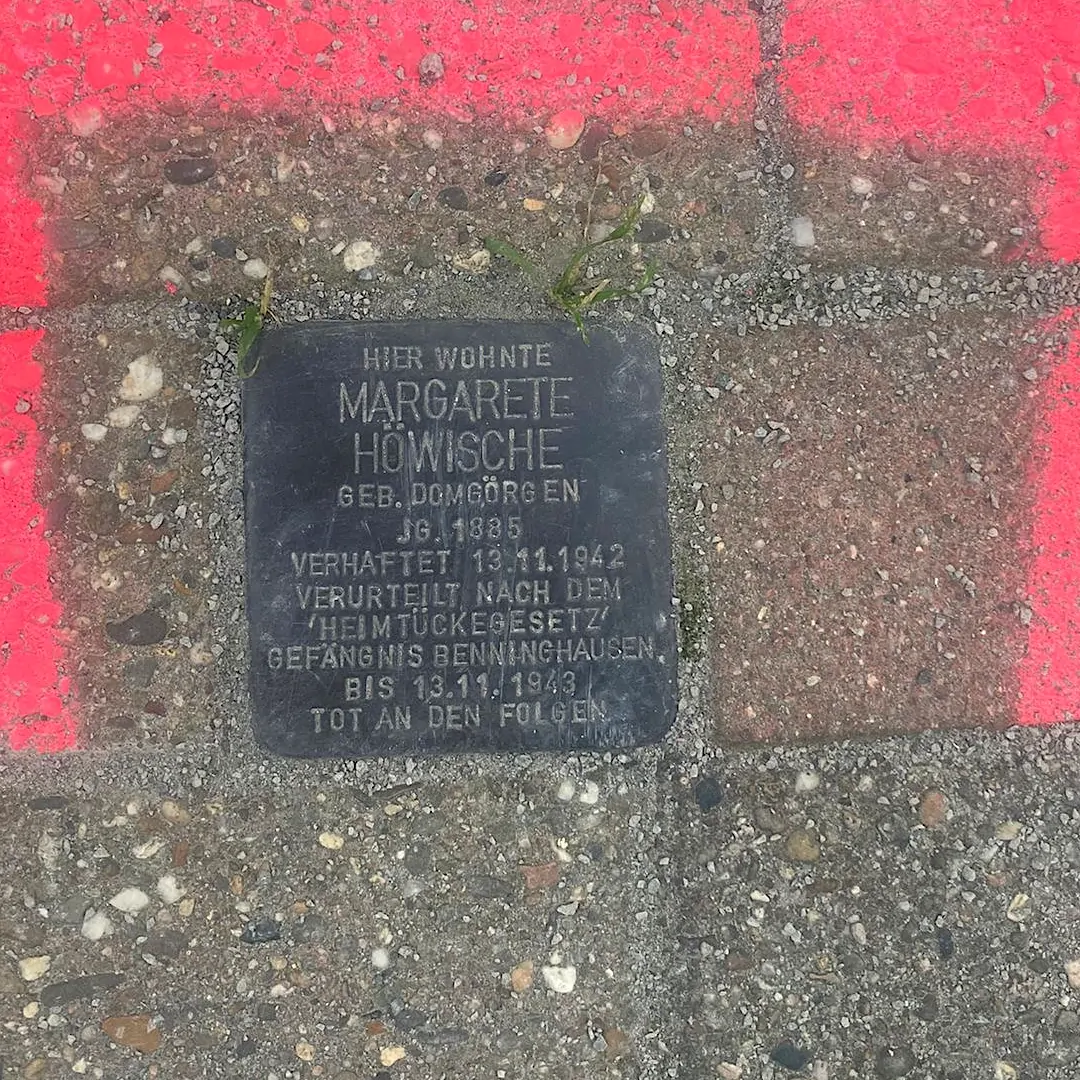 HIER WOHNTE
MARGARETE
HÖWISCHE
GEB. DOMGÖRGEN
JG. 1885
VERHAFTET 13.11.1942
VERURTEILT NACH DEM
'HEIMTÜCKEGESETZ'
GEFÄNGNIS BENNINGHAUSEN
BIS 13.11.1943
TOT AN DEN FOLGEN